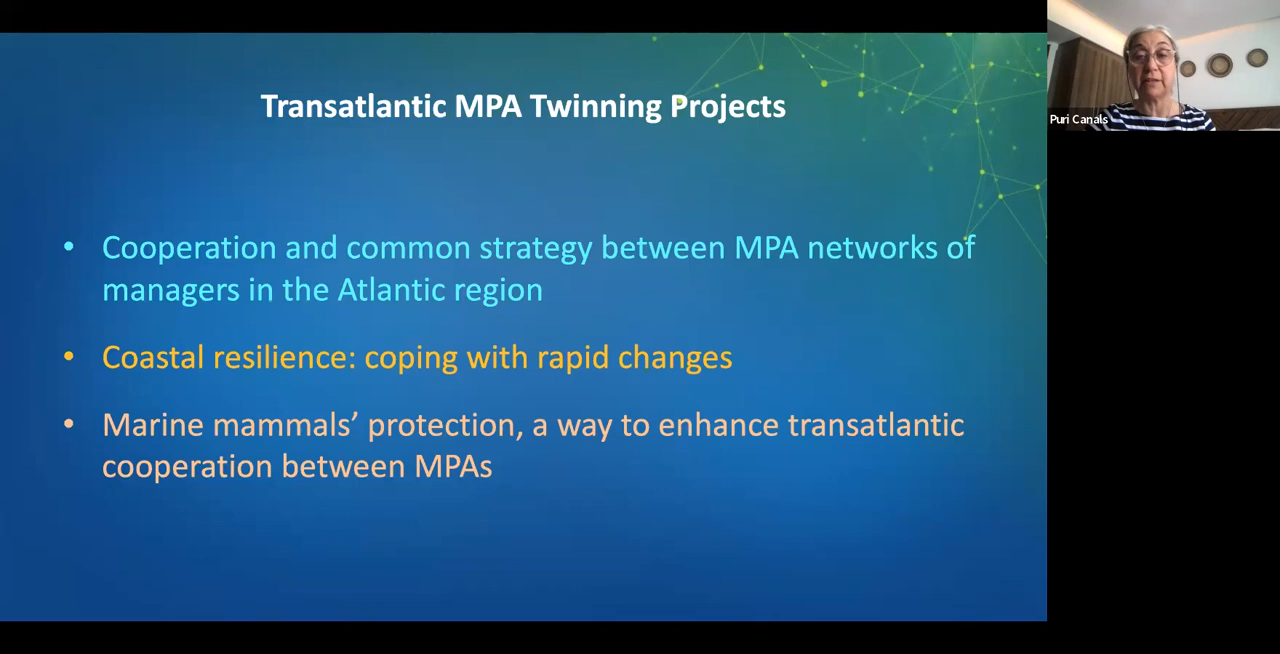 Transatlantic MPA Twinning Projects
• Cooperation and common strategy between MPA networks of
managers in the Atlantic region
• Coastal resilience: coping with rapid changes
• Marine mammals’ protection, a way to enhance transatlantic
cooperation between MPAs
Puri Canals